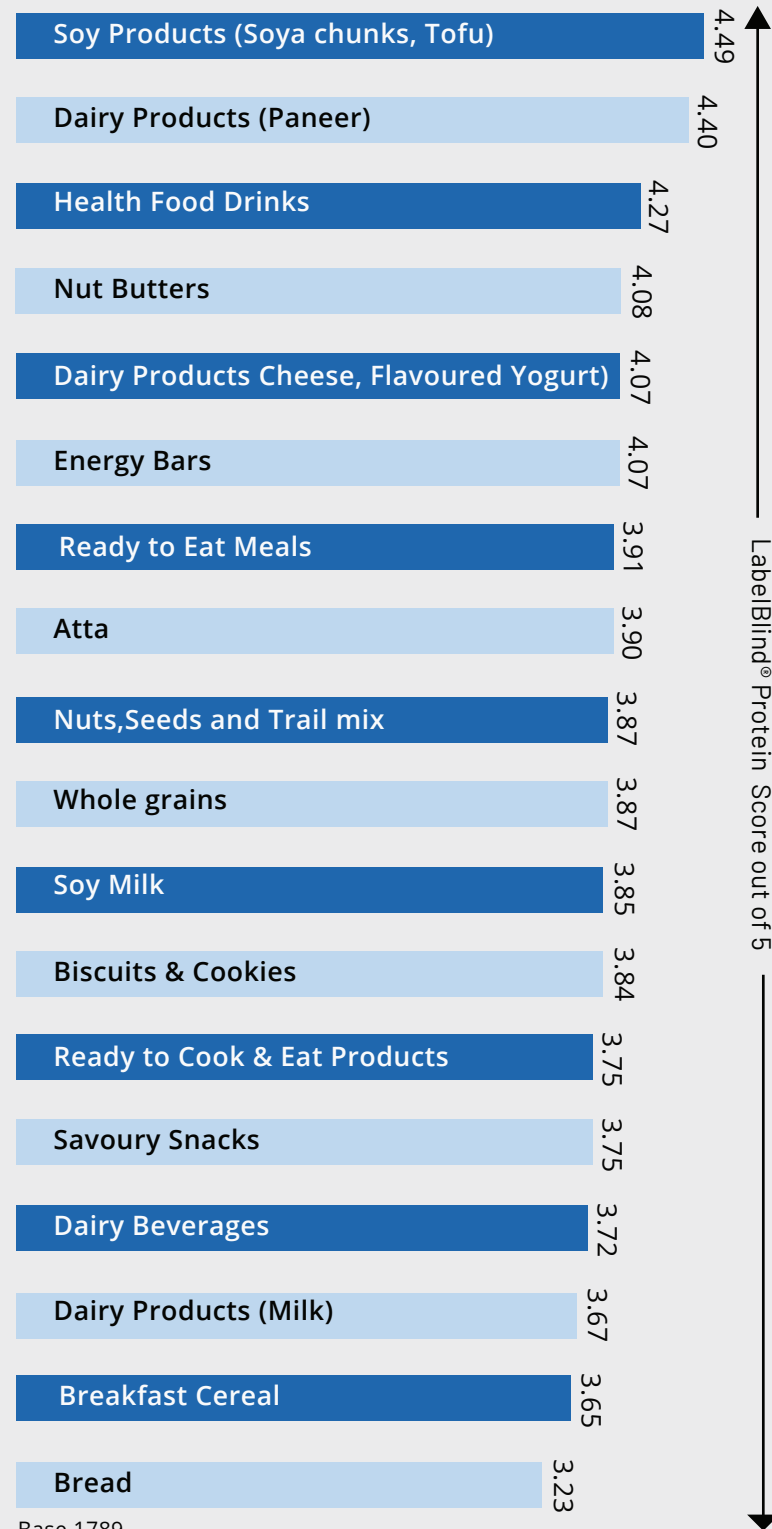 Soy Products (Soya chunks, Tofu)
4.49
Dairy Products (Paneer)
4.40
Health Food Drinks
4.27
Nut Butters
4.08
Dairy Products Cheese, Flavoured Yogurt)
4.07
Energy Bars
4.07
Ready to Eat Meals
3.91
Atta
3.90
Nuts,Seeds and Trail mix
3.87
Whole grains
3.87
Soy Milk
3.85
Biscuits & Cookies
3.84
Ready to Cook & Eat Products
3.75
Savoury Snacks
3.75
Dairy Beverages
3.72
Dairy Products (Milk)
3.67
Breakfast Cereal
3.65
Bread
3.23
Base 1789
LabelBlind® Protein Score out of 5